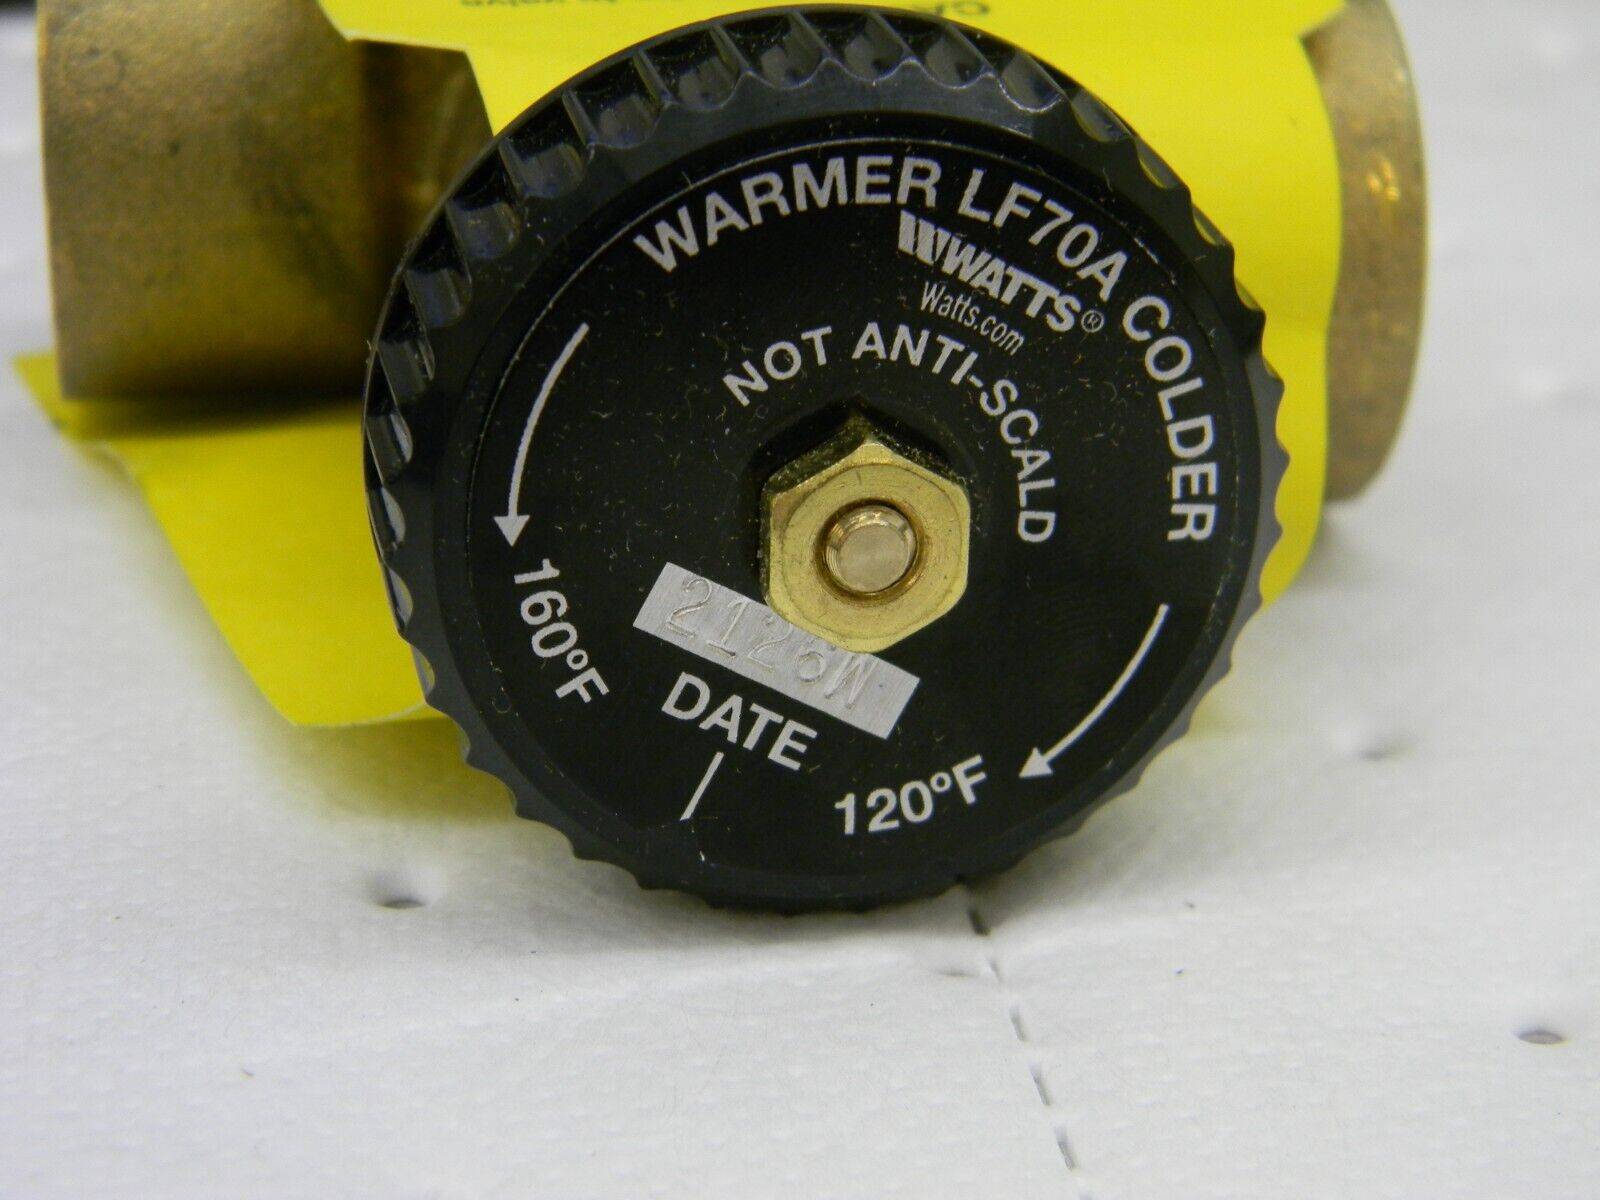 WARMER LF70A COLDER
WATTS®
Watts.com
NOT ANTI-SCALD
160°F
2126W
DATE
120°F